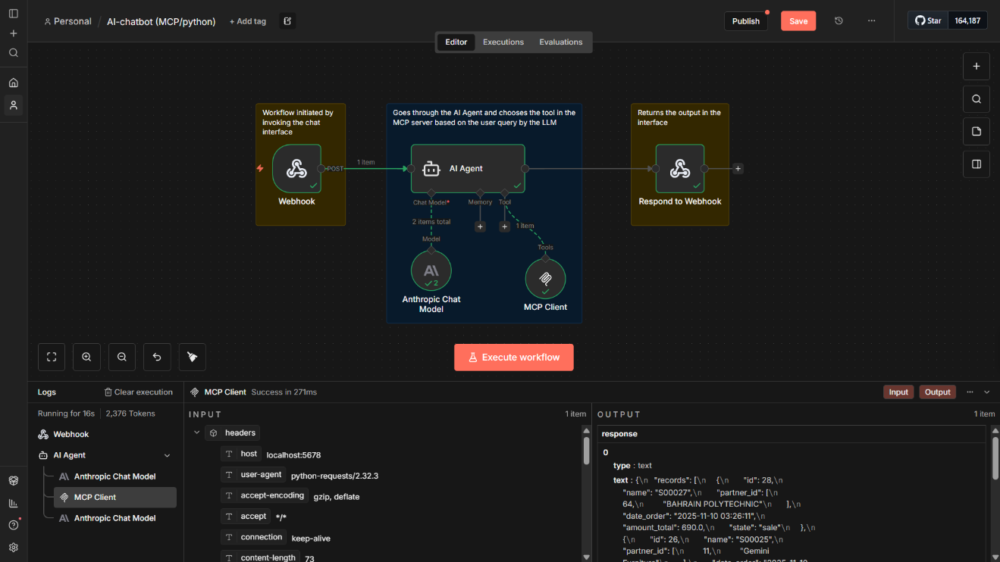 Personal / AI-chatbot (MCP/python) + Add tag
Publish Save
Star 164,187
Editor Executions Evaluations
Workflow initiated by
invoking the chat
interface
POST
Webhook
1 item
Goes through the AI Agent and chooses the tool in the
MCP server based on the user query by the LLM
AI Agent
Chat Model* Memory Tool
2 items total
+ +
1 item
Model
Tools
AI
2
Anthropic Chat
Model
MCP Client
Returns the output in the
interface
Respond to Webhook
+
Execute workflow
Logs Clear execution
Running for 16s 2,376 Tokens
Webhook
AI Agent
Anthropic Chat Model
MCP Client
Anthropic Chat Model
MCP Client Success in 271ms
Input Output
INPUT 1 item
headers
T host localhost:5678
T user-agent python-requests/2.32.3
T accept-encoding gzip, deflate
T accept */*
T connection keep-alive
T content-length 73
OUTPUT 1 item
response
0
type : text
text : {\n "records": [\n {\n "id": 28,\n
"name": "S00027",\n "partner_id": [\n
64,\n "BAHRAIN POLYTECHNIC"\n ],\n
"date_order": "2025-11-10 03:26:11",\n
"amount_total": 690.0,\n "state": "sale"\n },\n
{\n "id": 26,\n "name": "S00025",\n
"partner_id": [\n 11,\n "Gemini